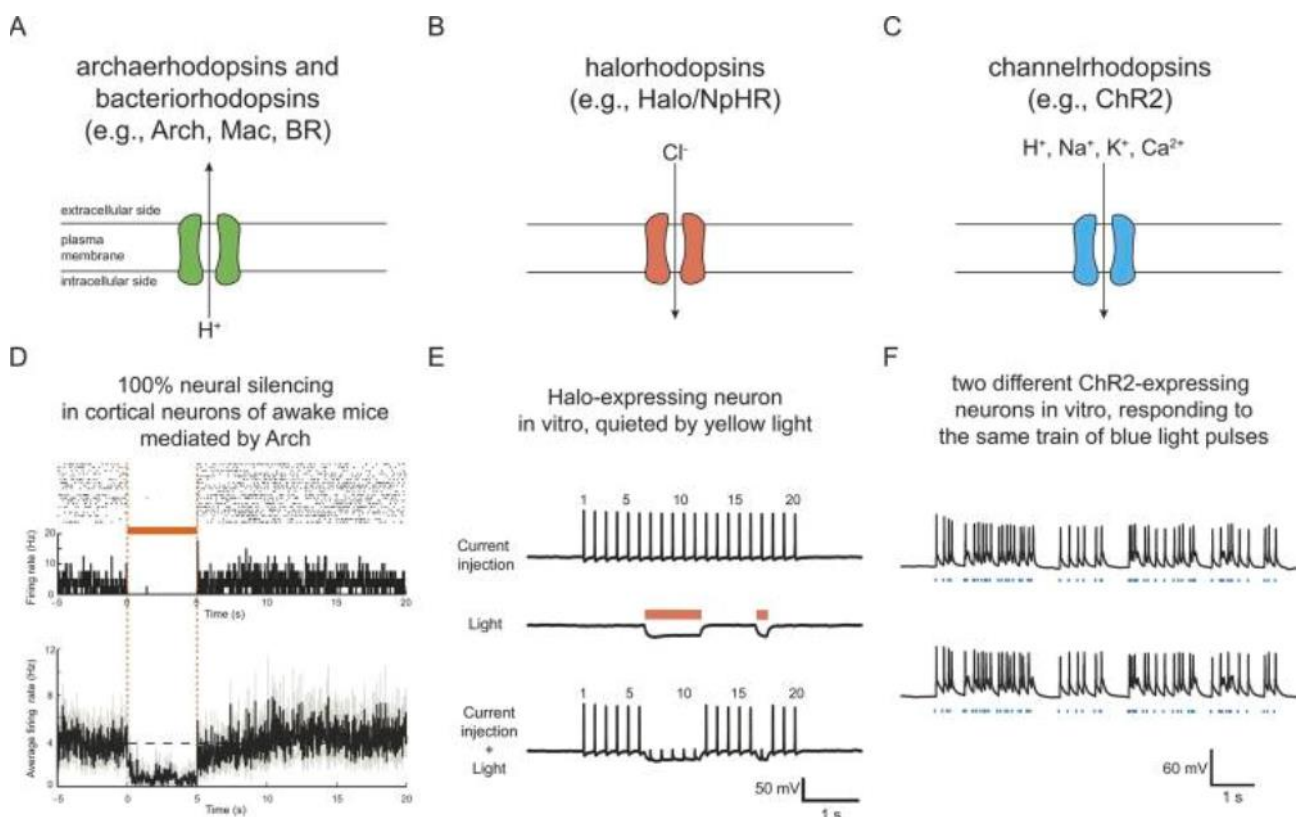 A
archaerhodopsins and
bacteriorhodopsins
(e.g., Arch, Mac, BR)
extracellular side
plasma
membrane
intracellular side
H⁺
B
halorhodopsins
(e.g., Halo/NpHR)
Cl⁻
C
channelrhodopsins
(e.g., ChR2)
H⁺, Na⁺, K⁺, Ca²⁺
D
100% neural silencing
in cortical neurons of awake mice
mediated by Arch
Firing rate (Hz)
20
10
0
-5 0 5 10 15 20
Time (s)
Average firing rate (Hz)
12
8
4
0
-5 0 5 10 15 20
Time (s)
E
Halo-expressing neuron
in vitro, quieted by yellow light
1 5 10 15 20
Current
injection
Light
1 5 10 15 20
Current
injection
+
Light
50 mV
1 s
F
two different ChR2-expressing
neurons in vitro, responding to
the same train of blue light pulses
60 mV
1 s